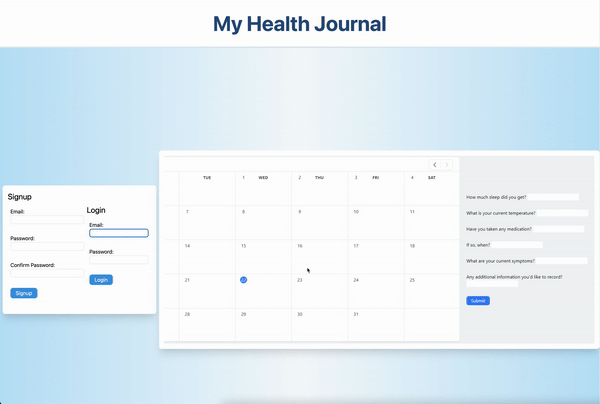 My Health Journal
Signup
Email:
Password:
Confirm Password:
Signup
Login
Email:
Password:
Login
TUE 1 WED 2 THU 3 FRI 4 SAT
7 8 9 10 11
14 15 16 17 18
21 22 23 24 25
28 29 30 31
How much sleep did you get?
What is your current temperature?
Have you taken any medication?
If so, when?
What are your current symptoms?
Any additional information you'd like to record?
Submit